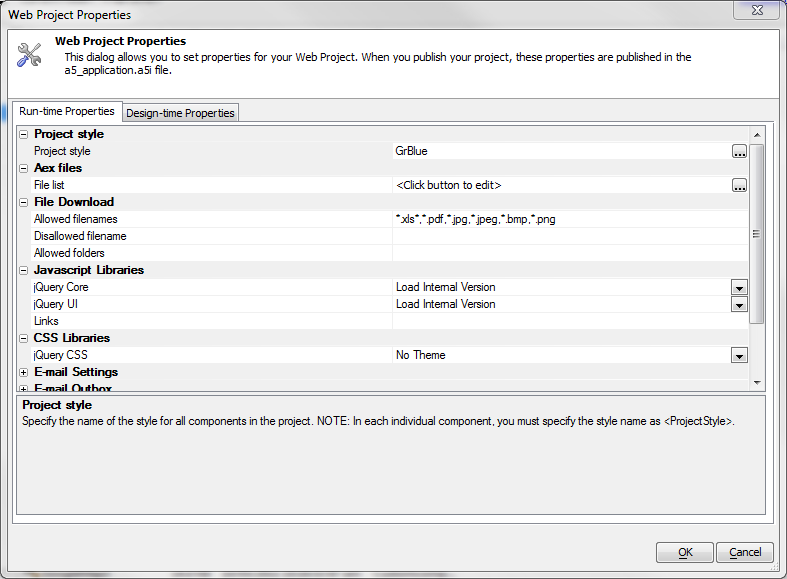 Web Project Properties
Web Project Properties
This dialog allows you to set properties for your Web Project. When you publish your project, these properties are published in the
a5_application.a5i file.
Run-time Properties Design-time Properties
Project style
Project style GrBlue ...
Aex files
File list <Click button to edit> ...
File Download
Allowed filenames *.xls*,*.pdf,*.jpg,*.jpeg,*.bmp,*.png
Disallowed filename
Allowed folders
Javascript Libraries
jQuery Core Load Internal Version
jQuery UI Load Internal Version
Links
CSS Libraries
jQuery CSS No Theme
E-mail Settings
E-mail Outbox
Project style
Specify the name of the style for all components in the project. NOTE: In each individual component, you must specify the style name as <ProjectStyle>.
OK Cancel